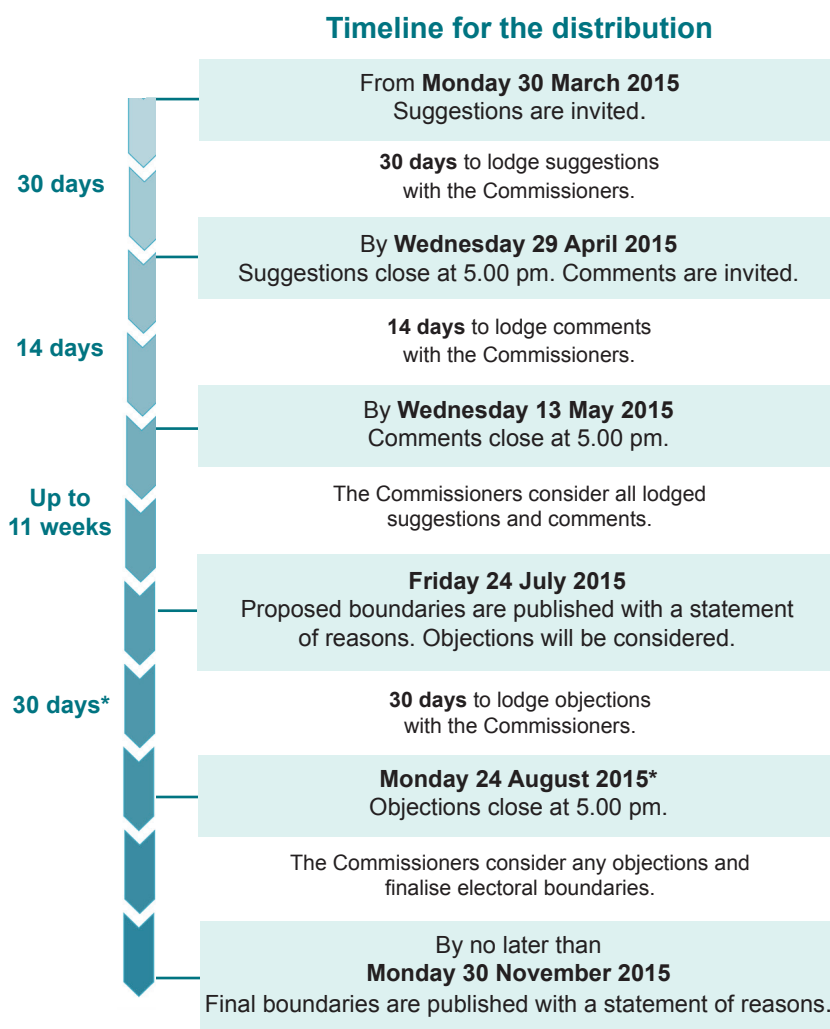 Timeline for the distribution
From Monday 30 March 2015
Suggestions are invited.
30 days
30 days to lodge suggestions
with the Commissioners.
By Wednesday 29 April 2015
Suggestions close at 5.00 pm. Comments are invited.
14 days
14 days to lodge comments
with the Commissioners.
By Wednesday 13 May 2015
Comments close at 5.00 pm.
Up to
11 weeks
The Commissioners consider all lodged
suggestions and comments.
Friday 24 July 2015
Proposed boundaries are published with a statement
of reasons. Objections will be considered.
30 days*
30 days to lodge objections
with the Commissioners.
Monday 24 August 2015*
Objections close at 5.00 pm.
The Commissioners consider any objections and
finalise electoral boundaries.
By no later than
Monday 30 November 2015
Final boundaries are published with a statement of reasons.